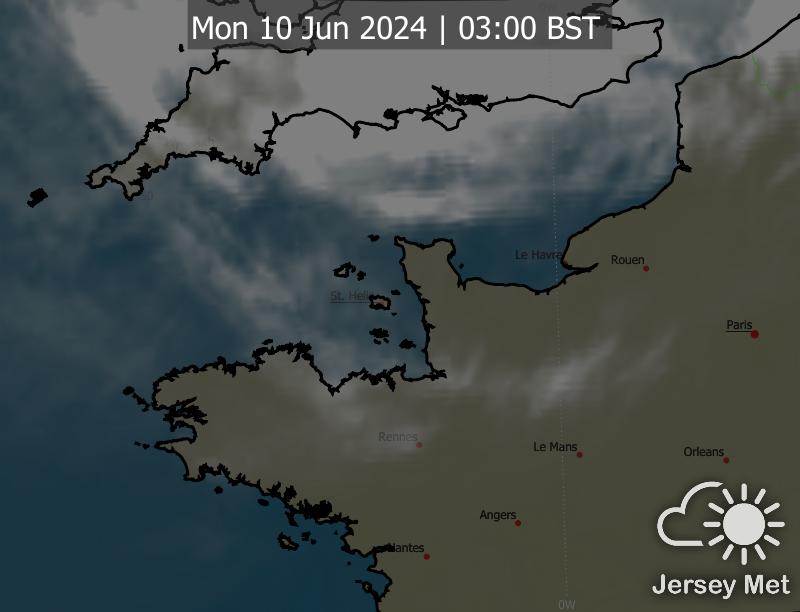 Mon 10 Jun 2024 | 03:00 BST
0W
Le Havre
Rouen
St. Helier
Paris
Rennes
Le Mans
Orleans
Angers
Nantes
0W
Jersey Met